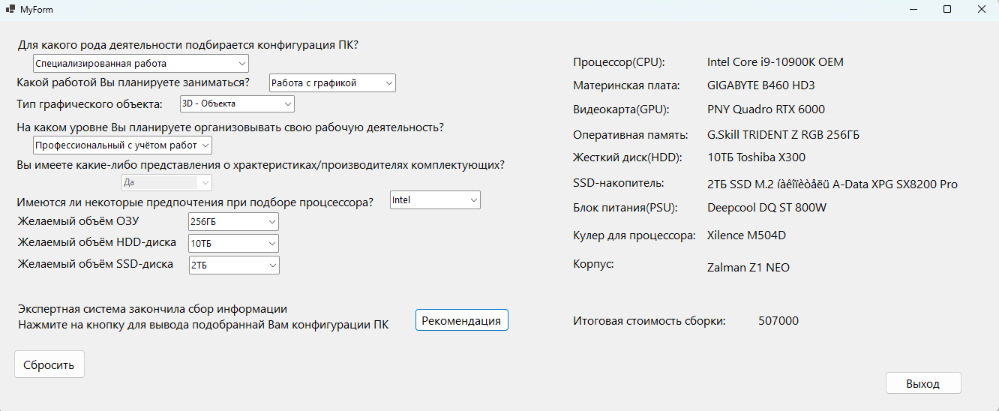 MyForm
Для какого рода деятельности подбирается конфигурация ПК?
Специализированная работа
Какой работой Вы планируете заниматься? Работа с графикой
Тип графического объекта: 3D - Объекта
На каком уровне Вы планируете организовывать свою рабочую деятельность?
Профессиональный с учётом работ
Вы имеете какие-либо представления о храктеристиках/производителях комплектующих?
Да
Имеются ли некоторые предпочтения при подборе процсессора? Intel
Желаемый объём ОЗУ 256ГБ
Желаемый объём HDD-диска 10ТБ
Желаемый объём SSD-диска 2ТБ
Экспертная система закончила сбор информации
Нажмите на кнопку для вывода подобранная Вам конфигурации ПК Рекомендация
Сбросить
Процессор(CPU): Intel Core i9-10900K OEM
Материнская плата: GIGABYTE B460 HD3
Видеокарта(GPU): PNY Quadro RTX 6000
Оперативная память: G.Skill TRIDENT Z RGB 256ГБ
Жесткий диск(HDD): 10ТБ Toshiba X300
SSD-накопитель: 2ТБ SSD M.2 íàêîïèòåëü A-Data XPG SX8200 Pro
Блок питания(PSU): Deepcool DQ ST 800W
Кулер для процессора: Xilence M504D
Корпус: Zalman Z1 NEO
Итоговая стоимость сборки: 507000
Выход